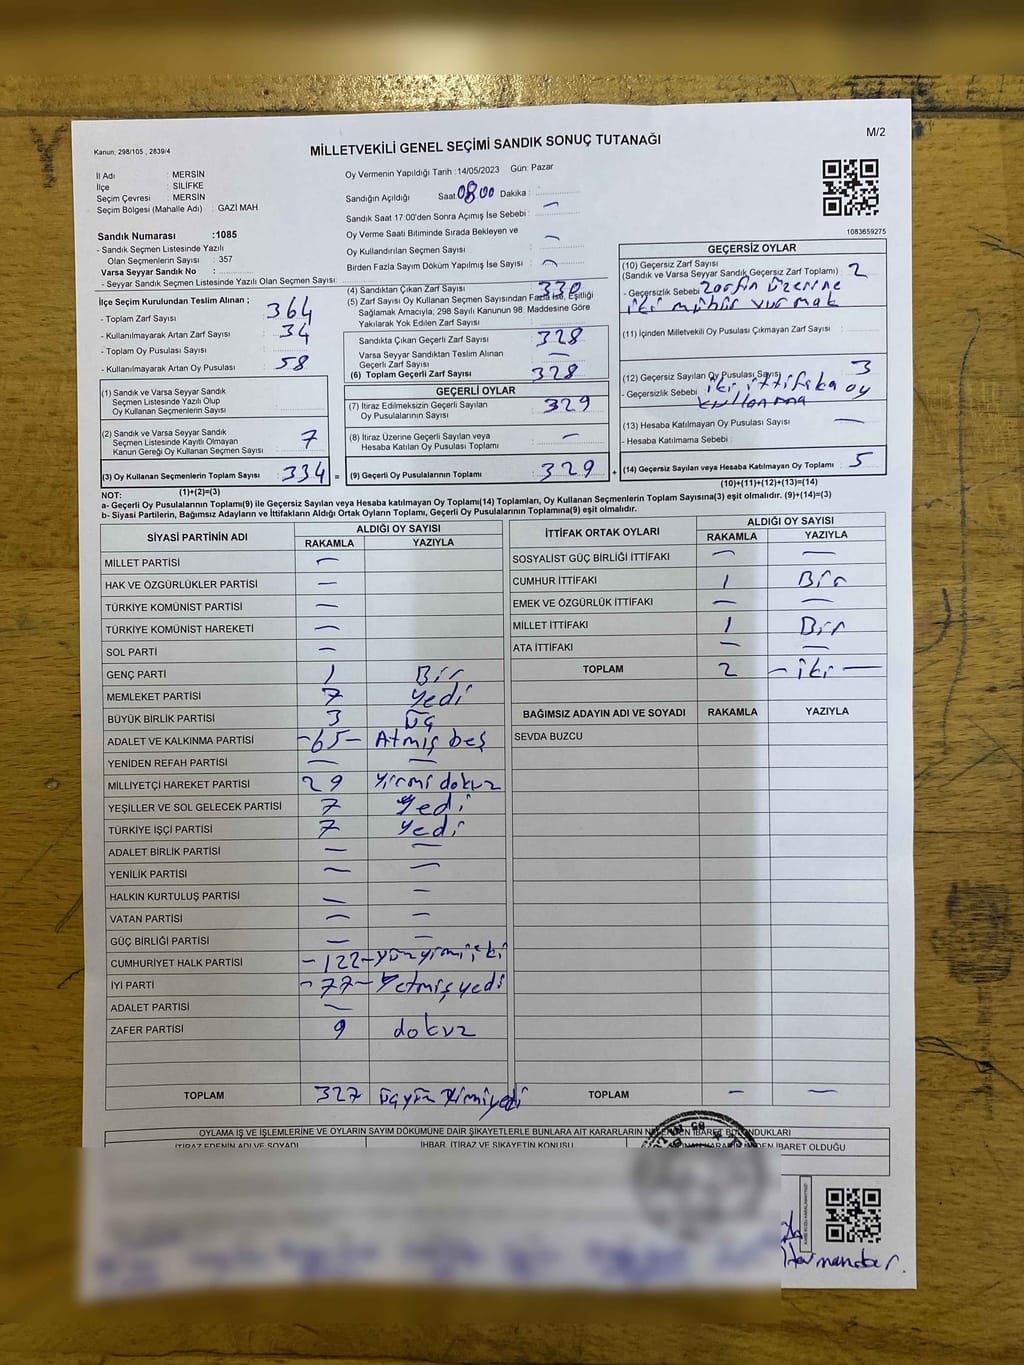 M/2
Kanun: 298/105 , 2839/4
MİLLETVEKİLİ GENEL SEÇİMİ SANDIK SONUÇ TUTANAĞI
İl Adı : MERSİN
İlçe : SİLİFKE
Seçim Çevresi : MERSİN
Seçim Bölgesi (Mahalle Adı) : GAZİ MAH.
Sandık Numarası :1085
- Sandık Seçmen Listesinde Yazılı
Olan Seçmenlerin Sayısı : 357
Varsa Seyyar Sandık No :
- Seyyar Sandık Seçmen Listesinde Yazılı Olan Seçmen Sayısı :
Oy Vermenin Yapıldığı Tarih :14/05/2023 Gün: Pazar
Sandığın Açıldığı Saat 08 00 Dakika :
Sandık Saat 17:00'den Sonra Açımış İse Sebebi : —
Oy Verme Saati Bitiminde Sırada Bekleyen ve
Oy Kullandırılan Seçmen Sayısı : —
Birden Fazla Sayım Döküm Yapılmış İse Sayısı : —
1083659275
İlçe Seçim Kurulundan Teslim Alınan ;
- Toplam Zarf Sayısı : 364
- Kullanılmayarak Artan Zarf Sayısı : 34
- Toplam Oy Pusulası Sayısı :
- Kullanılmayarak Artan Oy Pusulası : 58
(1) Sandık ve Varsa Seyyar Sandık
Seçmen Listesinde Yazılı Olup
Oy Kullanan Seçmenlerin Sayısı :
(2) Sandık ve Varsa Seyyar Sandık
Seçmen Listesinde Kayıtlı Olmayan
Kanun Gereği Oy Kullanan Seçmen Sayısı : 7
(3) Oy Kullanan Seçmenlerin Toplam Sayısı : 334 =
(1)+(2)=(3)
(4) Sandıktan Çıkan Zarf Sayısı : 330
(5) Zarf Sayısı Oy Kullanan Seçmen Sayısından Fazla İse, Eşitliği
Sağlamak Amacıyla; 298 Sayılı Kanunun 98. Maddesine Göre
Yakılarak Yok Edilen Zarf Sayısı :
Sandıkta Çıkan Geçerli Zarf Sayısı : 328
Varsa Seyyar Sandıktan Teslim Alınan
Geçerli Zarf Sayısı : —
(6) Toplam Geçerli Zarf Sayısı : 328
GEÇERLİ OYLAR
(7) İtiraz Edilmeksizin Geçerli Sayılan
Oy Pusulalarının Sayısı : 329
(8) İtiraz Üzerine Geçerli Sayılan veya
Hesaba Katılan Oy Pusulası Toplamı : —
(9) Geçerli Oy Pusulalarının Toplamı : 329 +
GEÇERSİZ OYLAR
(10) Geçersiz Zarf Sayısı
(Sandık ve Varsa Seyyar Sandık Geçersiz Zarf Toplamı) : 2
- Geçersizlik Sebebi : Zarfın üzerine
iki mühür vurmak
(11) İçinden Milletvekili Oy Pusulası Çıkmayan Zarf Sayısı :
(12) Geçersiz Sayılan Oy Pusulası Sayısı : 3
- Geçersizlik Sebebi : iki ittifaka oy
kullanma
(13) Hesaba Katılmayan Oy Pusulası Sayısı : —
- Hesaba Katılmama Sebebi :
(14) Geçersiz Sayılan veya Hesaba Katılmayan Oy Toplamı : 5
(10)+(11)+(12)+(13)=(14)
NOT:
a- Geçerli Oy Pusulalarının Toplamı(9) ile Geçersiz Sayılan veya Hesaba katılmayan Oy Toplamı(14) Toplamları, Oy Kullanan Seçmenlerin Toplam Sayısına(3) eşit olmalıdır. (9)+(14)=(3)
b- Siyasi Partilerin, Bağımsız Adayların ve İttifakların Aldığı Ortak Oyların Toplamı, Geçerli Oy Pusulalarının Toplamına(9) eşit olmalıdır.
SİYASİ PARTİNİN ADI ALDIĞI OY SAYISI
RAKAMLA YAZIYLA
MİLLET PARTİSİ —
HAK VE ÖZGÜRLÜKLER PARTİSİ —
TÜRKİYE KOMÜNİST PARTİSİ —
TÜRKİYE KOMÜNİST HAREKETİ —
SOL PARTİ —
GENÇ PARTİ 1 Bir
MEMLEKET PARTİSİ 7 Yedi
BÜYÜK BİRLİK PARTİSİ 3 Üç
ADALET VE KALKINMA PARTİSİ -65- Atmış beş
YENİDEN REFAH PARTİSİ — —
MİLLİYETÇİ HAREKET PARTİSİ 29 Yirmi dokuz
YEŞİLLER VE SOL GELECEK PARTİSİ 7 Yedi
TÜRKİYE İŞÇİ PARTİSİ 7 Yedi
ADALET BİRLİK PARTİSİ — —
YENİLİK PARTİSİ — —
HALKIN KURTULUŞ PARTİSİ — —
VATAN PARTİSİ — —
GÜÇ BİRLİĞİ PARTİSİ — —
CUMHURİYET HALK PARTİSİ -122- yüzyirmiiki
İYİ PARTİ -77- Yetmişyedi
ADALET PARTİSİ —
ZAFER PARTİSİ 9 dokuz
TOPLAM 327 üçyüz Yirmiyedi
İTTİFAK ORTAK OYLARI ALDIĞI OY SAYISI
RAKAMLA YAZIYLA
SOSYALİST GÜÇ BİRLİĞİ İTTİFAKI — —
CUMHUR İTTİFAKI 1 Bir
EMEK VE ÖZGÜRLÜK İTTİFAKI — —
MİLLET İTTİFAKI 1 Bir
ATA İTTİFAKI — —
TOPLAM 2 -iki-
BAĞIMSIZ ADAYIN ADI VE SOYADI RAKAMLA YAZIYLA
SEVDA BUZCU
TOPLAM — —
OYLAMA İŞ VE İŞLEMLERİNE VE OYLARIN SAYIM DÖKÜMÜNE DAİR ŞİKAYETLERLE BUNLARA AİT KARARLARIN NELERDEN İBARET BULUNDUKLARI
İTİRAZ EDENİN ADI VE SOYADI İHBAR, İTİRAZ VE ŞİKAYETİN KONUSU İBARET OLDUĞU